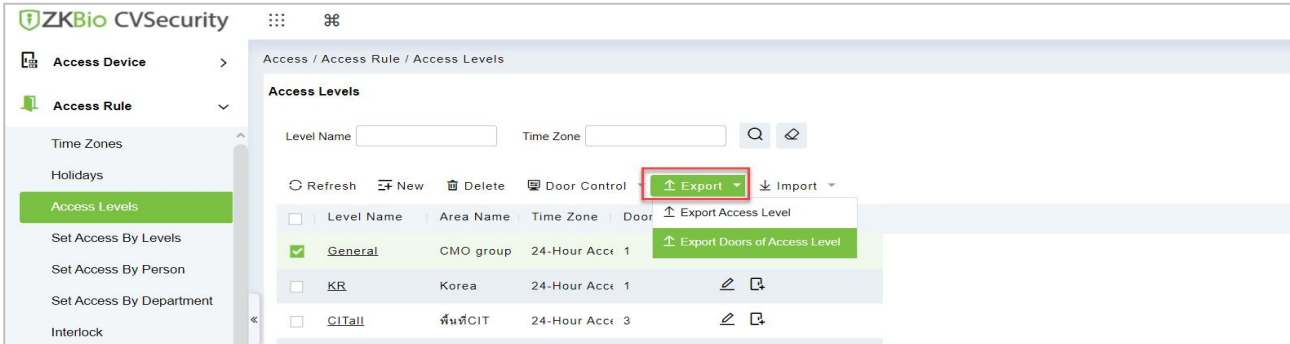 ZKBio CVSecurity
Access Device
Access / Access Rule / Access Levels
Access Rule
Access Levels
Time Zones
Level Name Time Zone
Holidays
Refresh New Delete Door Control Export Import
Access Levels
Level Name Area Name Time Zone Door
Export Access Level
Set Access By Levels
Export Doors of Access Level
General CMO group 24-Hour Acce 1
Set Access By Person
KR Korea 24-Hour Acce 1
Set Access By Department
CITall พื้นที่CIT 24-Hour Acce 3
Interlock